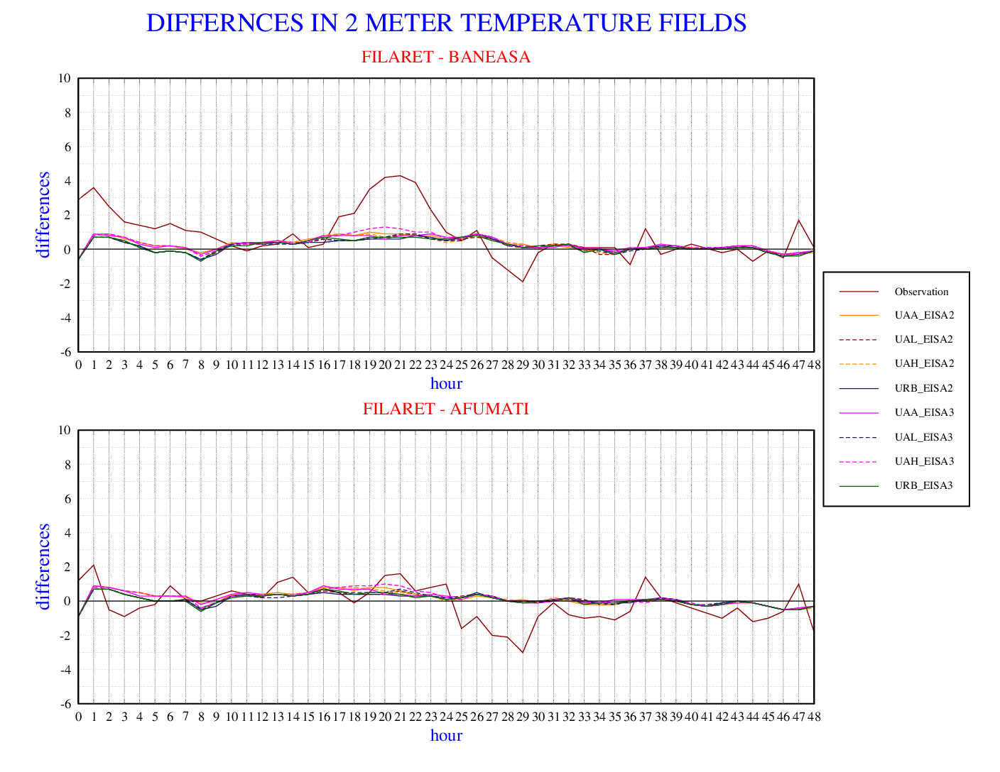 DIFFERNCES IN 2 METER TEMPERATURE FIELDS
FILARET - BANEASA
10
8
6
4
2
0
-2
-4
-6
differences
0 1 2 3 4 5 6 7 8 9 10 11 12 13 14 15 16 17 18 19 20 21 22 23 24 25 26 27 28 29 30 31 32 33 34 35 36 37 38 39 40 41 42 43 44 45 46 47 48
hour
FILARET - AFUMATI
10
8
6
4
2
0
-2
-4
-6
differences
0 1 2 3 4 5 6 7 8 9 10 11 12 13 14 15 16 17 18 19 20 21 22 23 24 25 26 27 28 29 30 31 32 33 34 35 36 37 38 39 40 41 42 43 44 45 46 47 48
hour
Observation
UAA_EISA2
UAL_EISA2
UAH_EISA2
URB_EISA2
UAA_EISA3
UAL_EISA3
UAH_EISA3
URB_EISA3